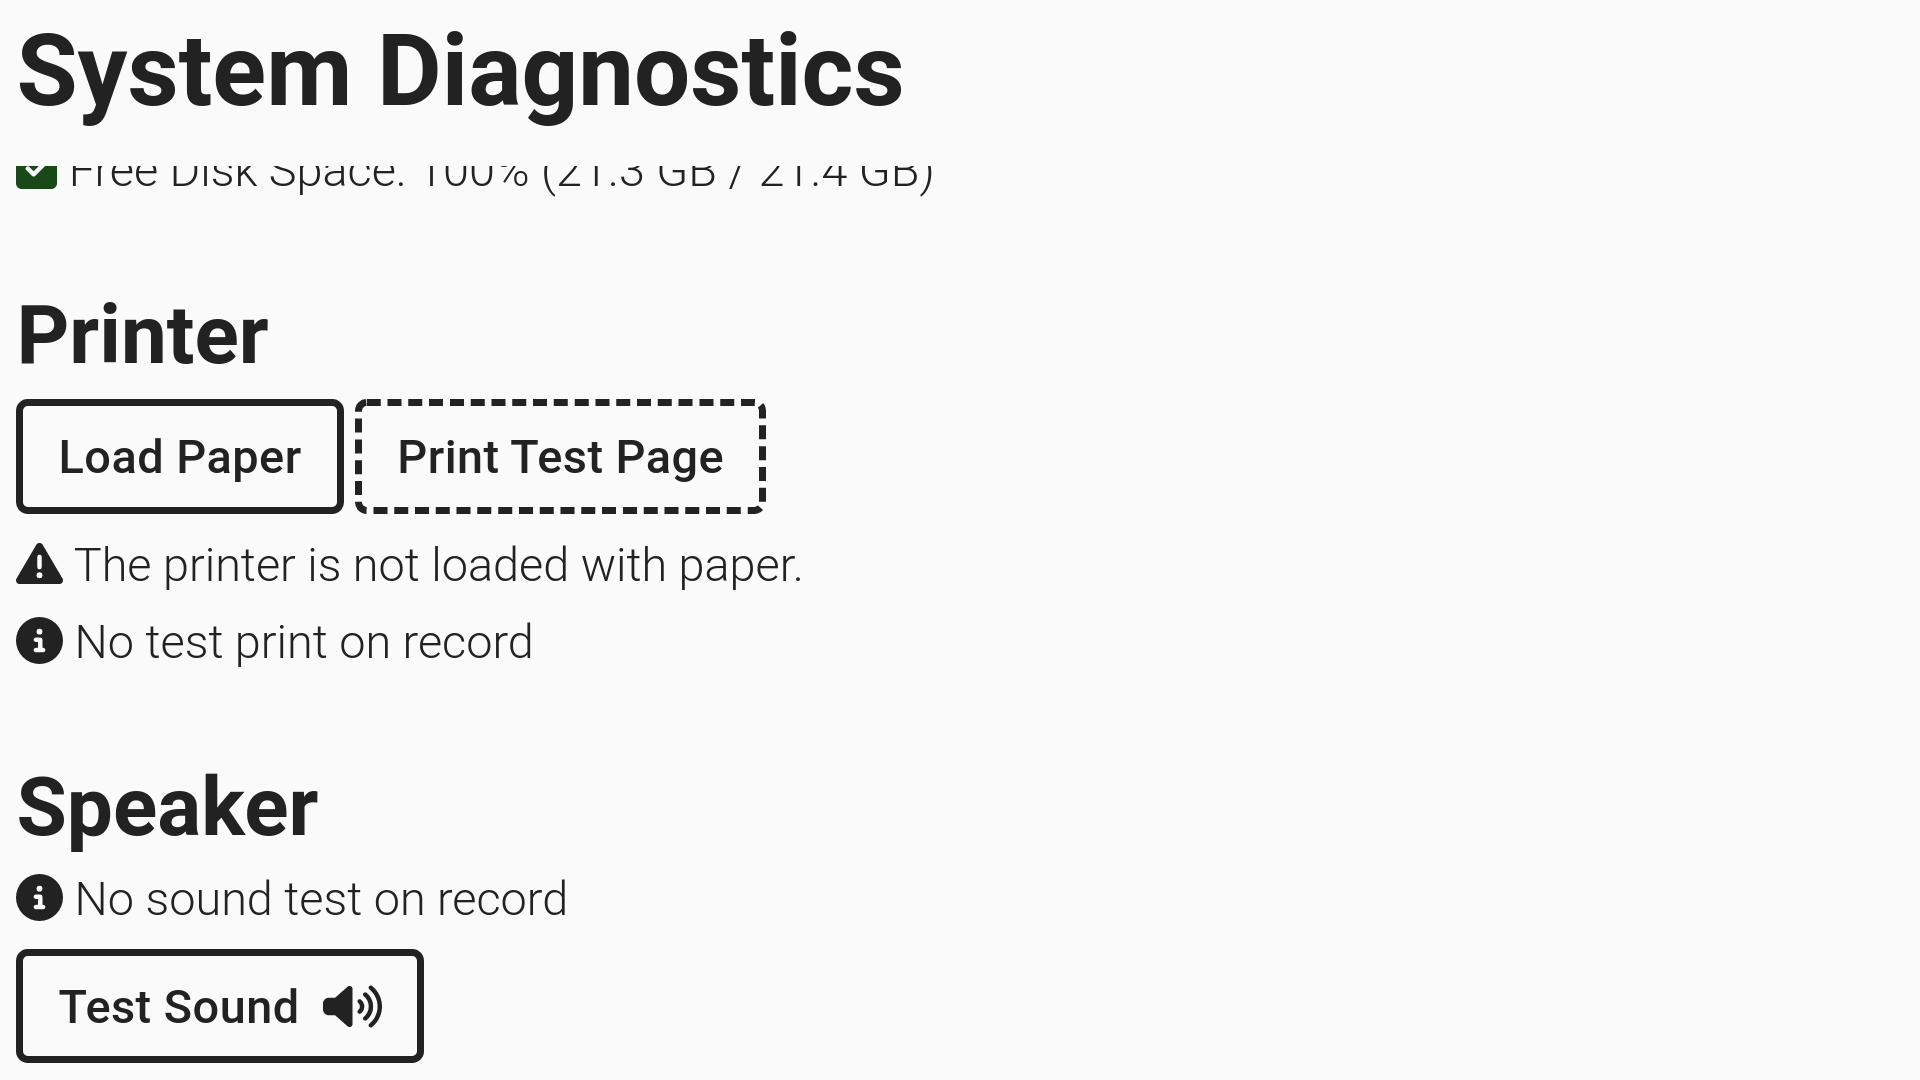 System Diagnostics
Free Disk Space: 100% (21.3 GB / 21.4 GB)
Printer
Load Paper
Print Test Page
The printer is not loaded with paper.
No test print on record
Speaker
No sound test on record
Test Sound